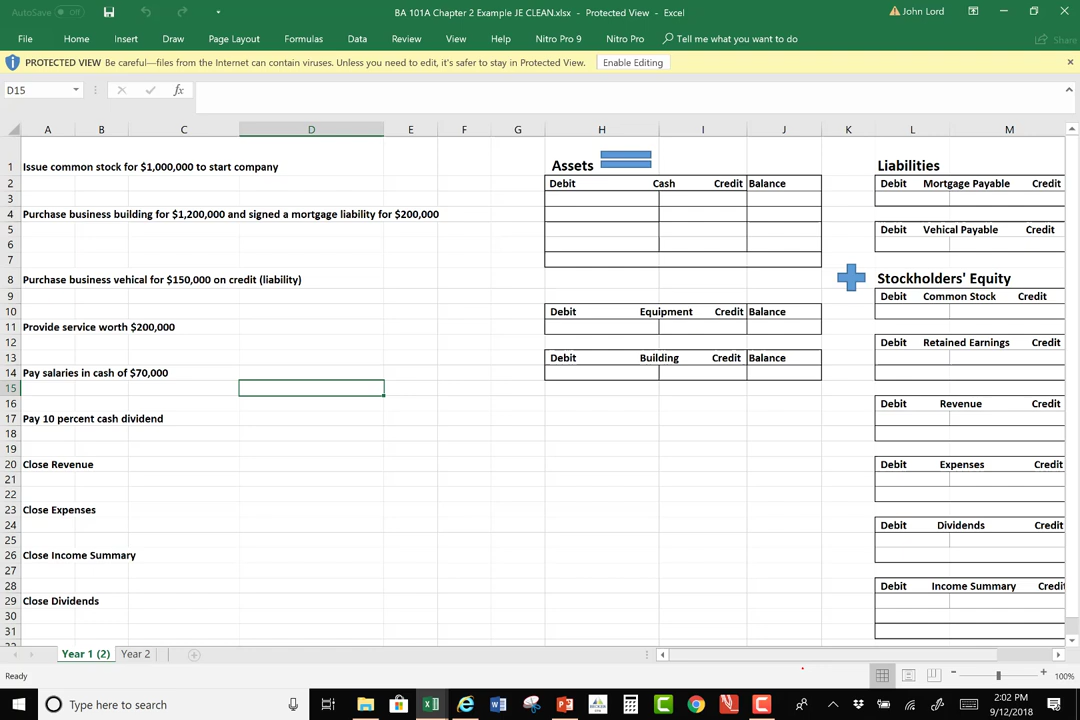 AutoSave Off
BA 101A Chapter 2 Example JE CLEAN.xlsx - Protected View - Excel
John Lord
File Home Insert Draw Page Layout Formulas Data Review View Help Nitro Pro 9 Nitro Pro Tell me what you want to do Share
PROTECTED VIEW Be careful—files from the Internet can contain viruses. Unless you need to edit, it's safer to stay in Protected View. Enable Editing
D15 fx
A B C D E F G H I J K L M
1 Issue common stock for $1,000,000 to start company Assets Liabilities
2 Debit Cash Credit Balance Debit Mortgage Payable Credit
3
4 Purchase business building for $1,200,000 and signed a mortgage liability for $200,000
5 Debit Vehical Payable Credit
6
7
8 Purchase business vehical for $150,000 on credit (liability) Stockholders' Equity
9 Debit Common Stock Credit
10 Debit Equipment Credit Balance
11 Provide service worth $200,000
12 Debit Retained Earnings Credit
13 Debit Building Credit Balance
14 Pay salaries in cash of $70,000
15
16 Debit Revenue Credit
17 Pay 10 percent cash dividend
18
19
20 Close Revenue Debit Expenses Credit
21
22
23 Close Expenses
24 Debit Dividends Credit
25
26 Close Income Summary
27
28 Debit Income Summary Credi
29 Close Dividends
30
31
Year 1 (2) Year 2
Ready 100%
Type here to search
2:02 PM
9/12/2018